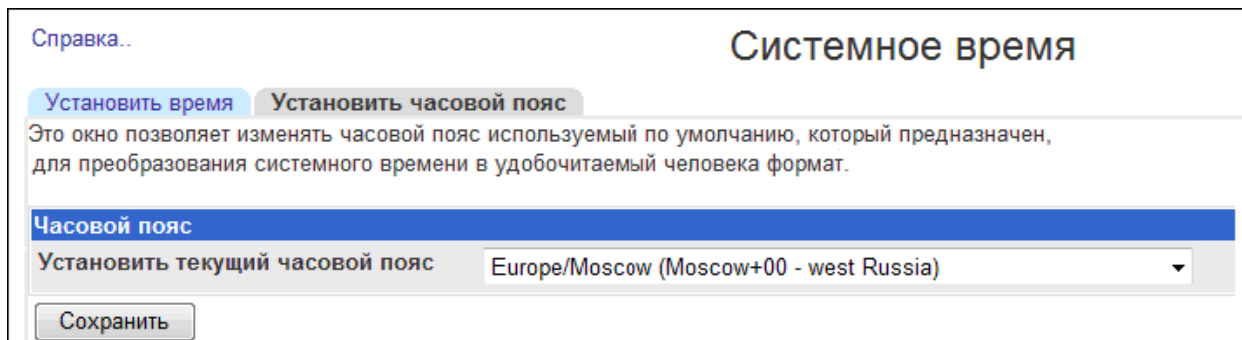 Справка..
Системное время
Установить время Установить часовой пояс
Это окно позволяет изменять часовой пояс используемый по умолчанию, который предназначен,
для преобразования системного времени в удобочитаемый человека формат.
Часовой пояс
Установить текущий часовой пояс Europe/Moscow (Moscow+00 - west Russia)
Сохранить